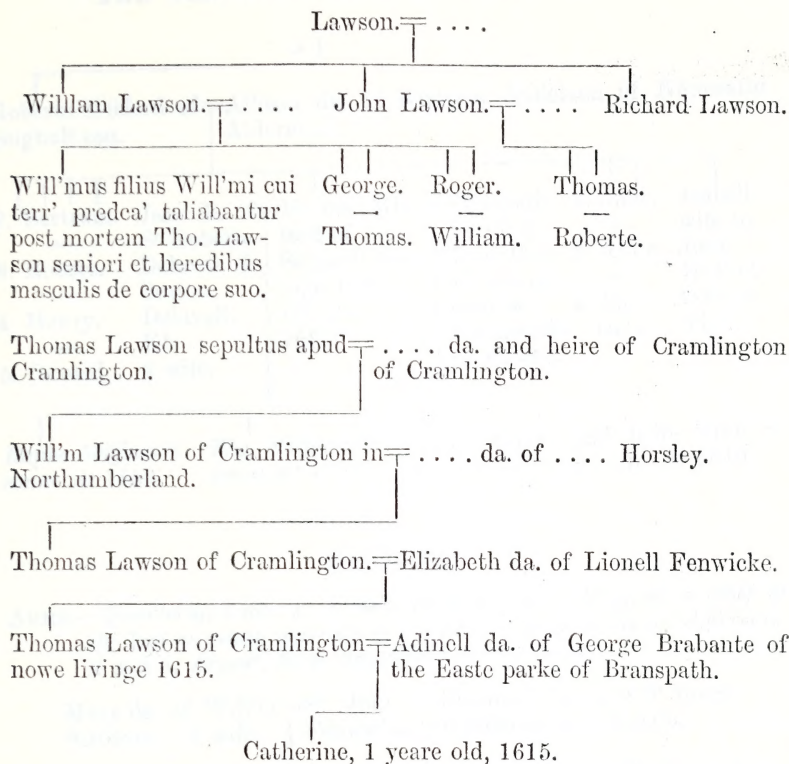 Lawson. = . . . .
Willlam Lawson. = . . . . John Lawson. = . . . . Richard Lawson.
Will'mus filius Will'mi cui George. Roger. Thomas.
terr' predca' taliabantur — — —
post mortem Tho. Law- Thomas. William. Roberte.
son seniori et heredibus
masculis de corpore suo.
Thomas Lawson sepultus apud = . . . . da. and heire of Cramlington
Cramlington. of Cramlington.
Will'm Lawson of Cramlington in = . . . . da. of . . . . Horsley.
Northumberland.
Thomas Lawson of Cramlington. = Elizabeth da. of Lionell Fenwicke.
Thomas Lawson of Cramlington = Adinell da. of George Brabante of
nowe livinge 1615. the Easte parke of Branspath.
Catherine, 1 yeare old, 1615.